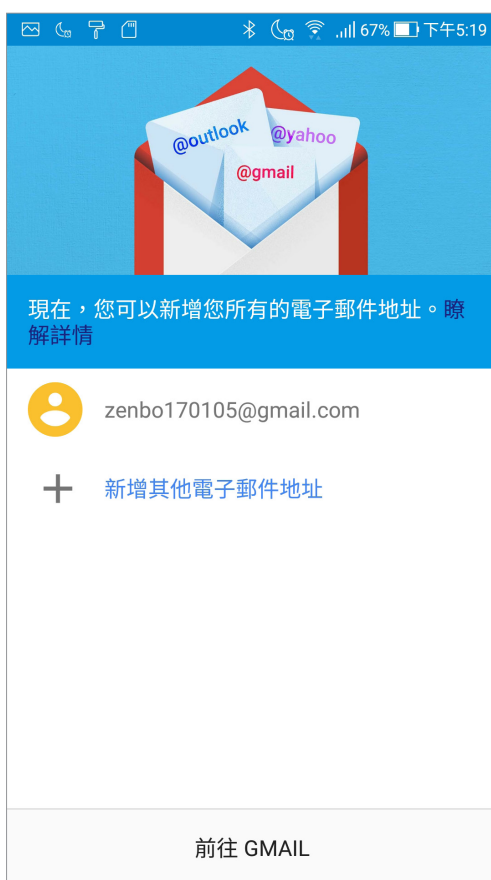 67% 下午5:19
@outlook @yahoo
@gmail
現在，您可以新增您所有的電子郵件地址。瞭
解詳情
zenbo170105@gmail.com
新增其他電子郵件地址
前往 GMAIL